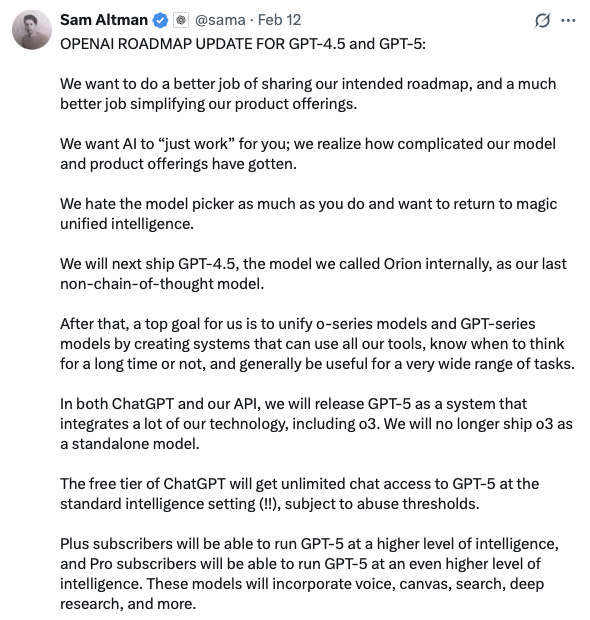 Sam Altman @sama · Feb 12
OPENAI ROADMAP UPDATE FOR GPT-4.5 and GPT-5:
We want to do a better job of sharing our intended roadmap, and a much
better job simplifying our product offerings.
We want AI to “just work” for you; we realize how complicated our model
and product offerings have gotten.
We hate the model picker as much as you do and want to return to magic
unified intelligence.
We will next ship GPT-4.5, the model we called Orion internally, as our last
non-chain-of-thought model.
After that, a top goal for us is to unify o-series models and GPT-series
models by creating systems that can use all our tools, know when to think
for a long time or not, and generally be useful for a very wide range of tasks.
In both ChatGPT and our API, we will release GPT-5 as a system that
integrates a lot of our technology, including o3. We will no longer ship o3 as
a standalone model.
The free tier of ChatGPT will get unlimited chat access to GPT-5 at the
standard intelligence setting (!!), subject to abuse thresholds.
Plus subscribers will be able to run GPT-5 at a higher level of intelligence,
and Pro subscribers will be able to run GPT-5 at an even higher level of
intelligence. These models will incorporate voice, canvas, search, deep
research, and more.